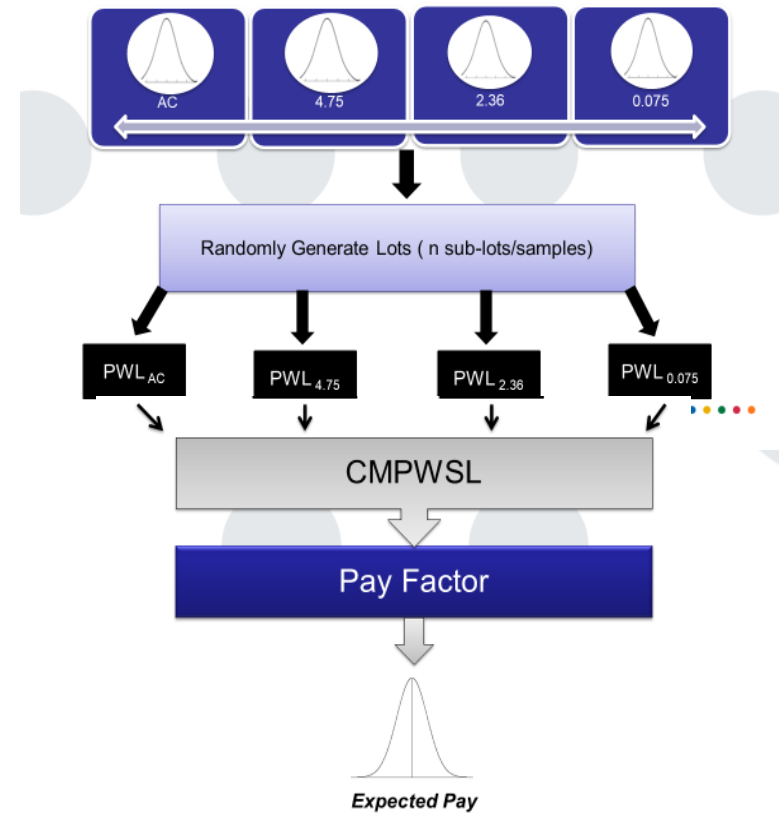 AC 4.75 2.36 0.075
Randomly Generate Lots ( n sub-lots/samples)
PWL AC PWL 4.75 PWL 2.36 PWL 0.075
CMPWSL
Pay Factor
Expected Pay